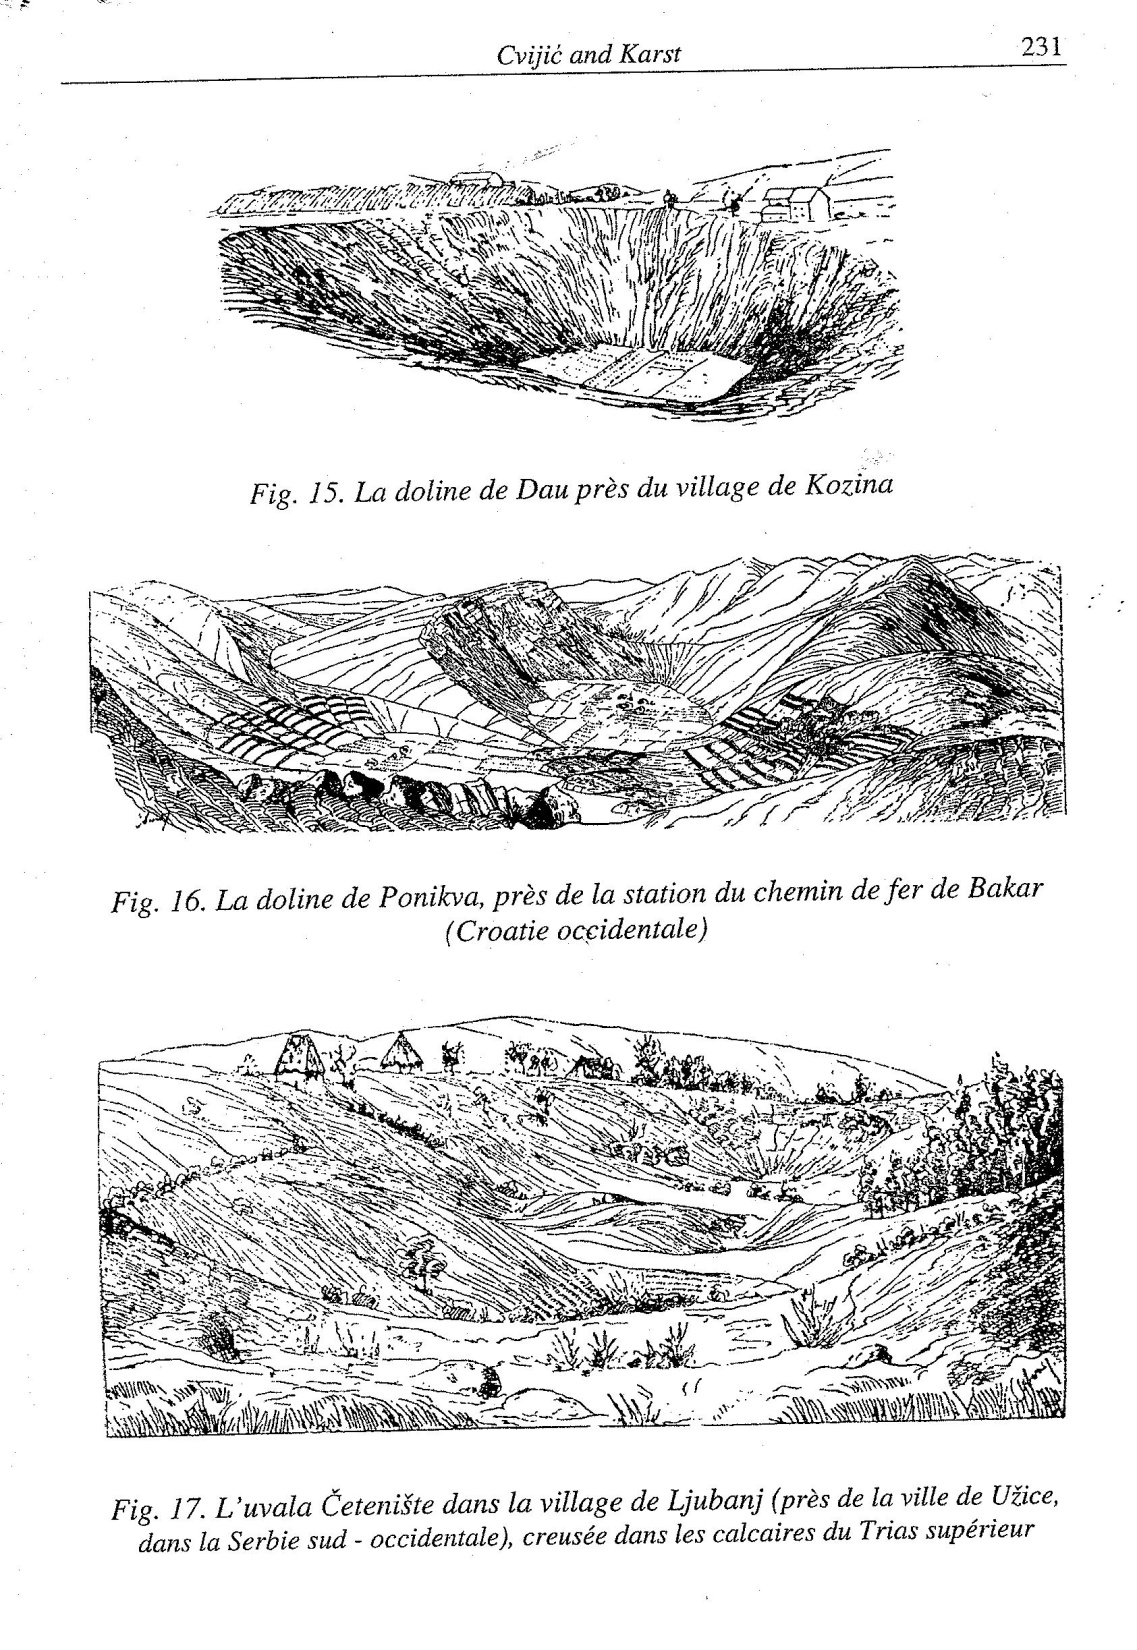 Cvijić and Karst
231
Fig. 15. La doline de Dau près du village de Kozina
Fig. 16. La doline de Ponikva, près de la station du chemin de fer de Bakar
(Croatie occidentale)
Fig. 17. L'uvala Četenište dans la village de Ljubanj (près de la ville de Užice,
dans la Serbie sud - occidentale), creusée dans les calcaires du Trias supérieur